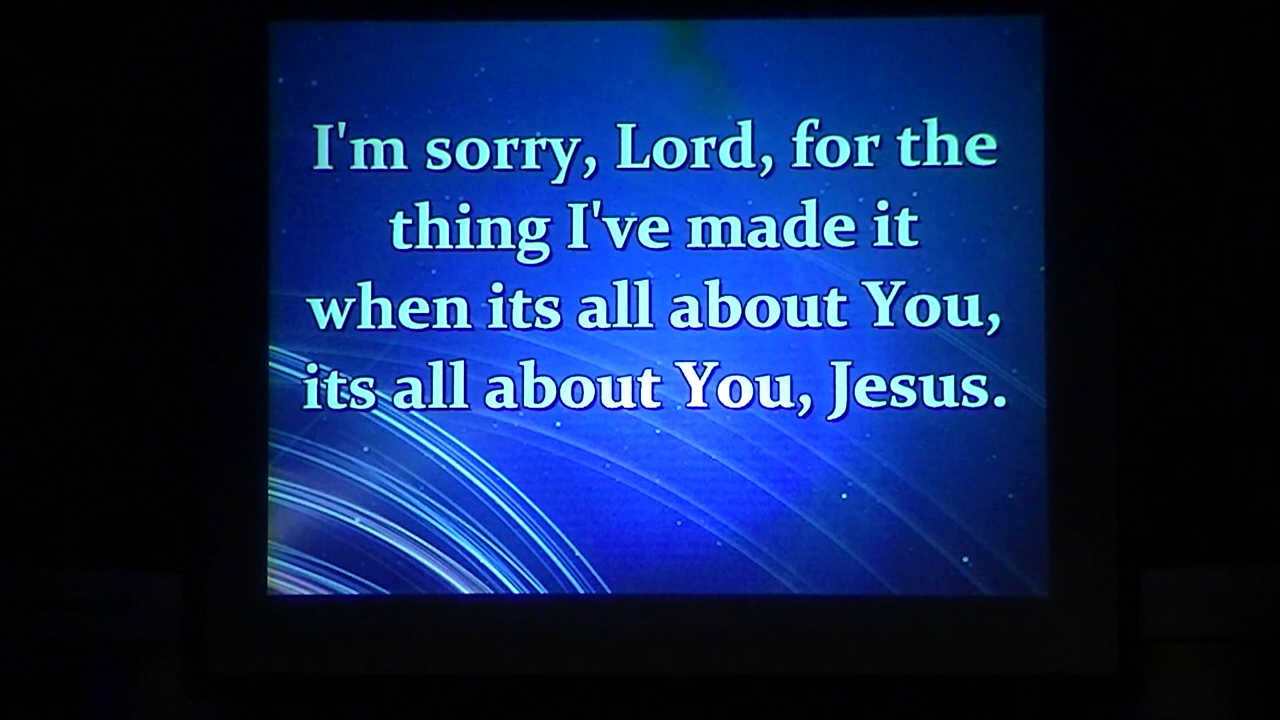 I'm sorry, Lord, for the
thing I've made it
when its all about You,
its all about You, Jesus.